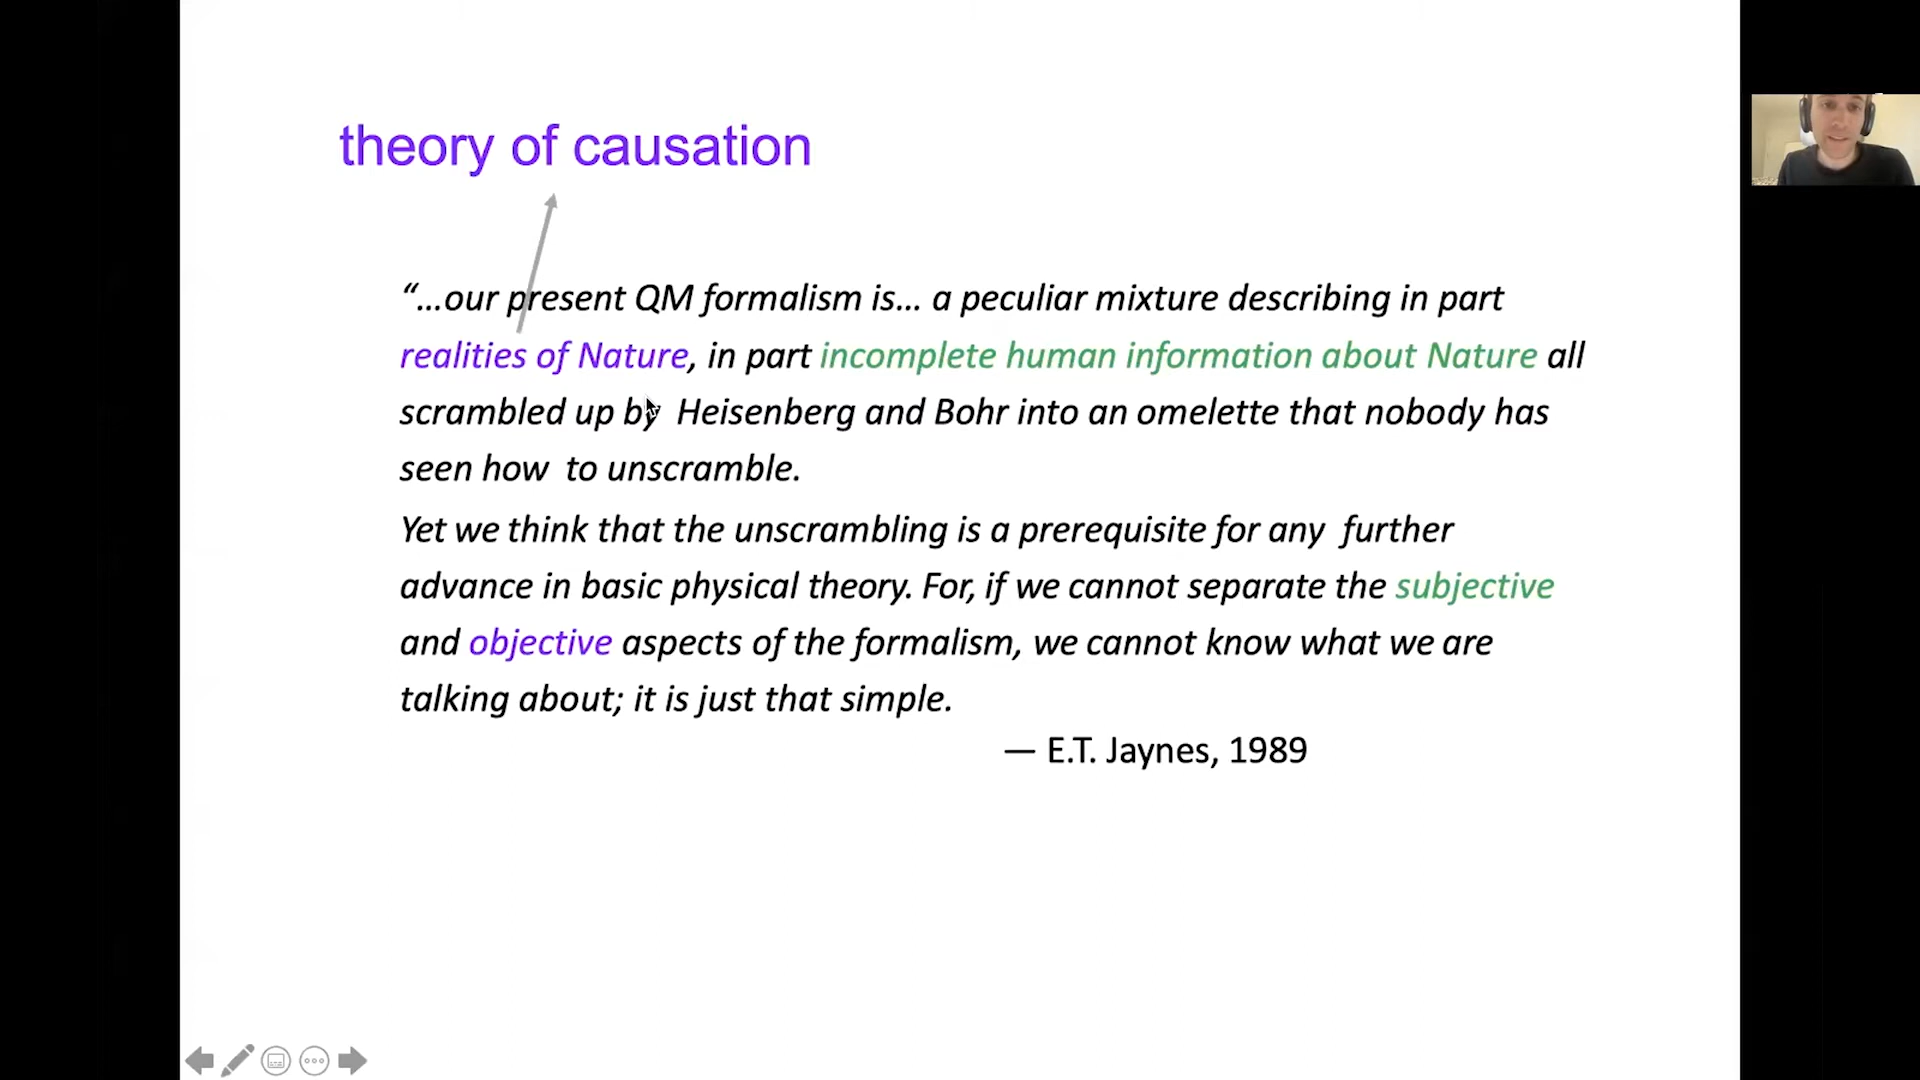 theory of causation
“...our present QM formalism is... a peculiar mixture describing in part
realities of Nature, in part incomplete human information about Nature all
scrambled up by Heisenberg and Bohr into an omelette that nobody has
seen how to unscramble.
Yet we think that the unscrambling is a prerequisite for any further
advance in basic physical theory. For, if we cannot separate the subjective
and objective aspects of the formalism, we cannot know what we are
talking about; it is just that simple.
— E.T. Jaynes, 1989